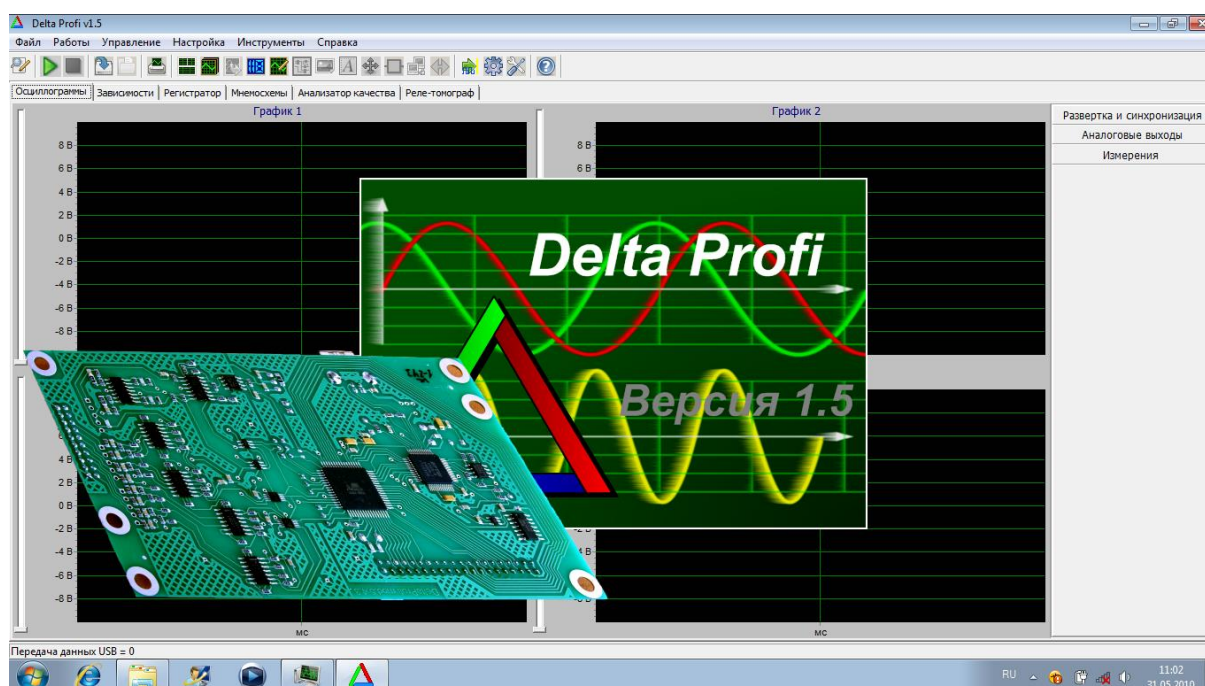 Delta Profi v1.5
Файл Работы Управление Настройка Инструменты Справка
Осциллограммы Зависимости Регистратор Мнемосхемы Анализатор качества Реле-томограф
График 1
График 2
Развертка и синхронизация
Аналоговые выходы
Измерения
8 В
6 В
4 В
2 В
0 В
-2 В
-4 В
-6 В
-8 В
8 В
6 В
Delta Profi
Версия 1.5
4 В
2 В
0 В
-2 В
-4 В
-6 В
-8 В
мс
мс
Передача данных USB = 0
RU
11:02
31.05.2010